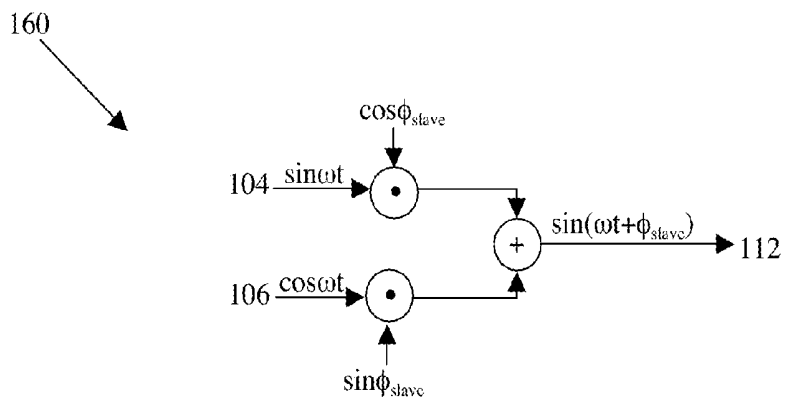 160
cosϕslave
104 sinωt
+
sin(ωt+ϕslave)
112
106 cosωt
sinϕslave